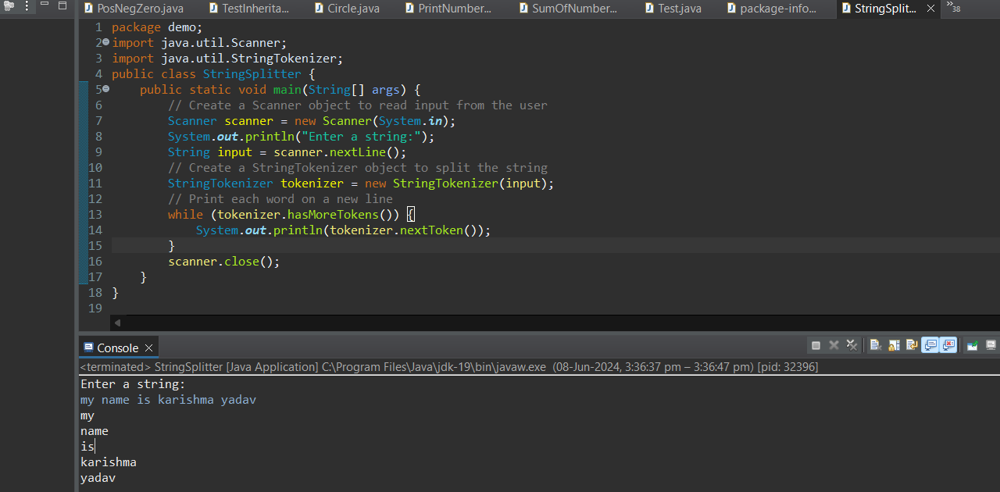 PosNegZero.java TestInherita... Circle.java PrintNumber... SumOfNumber... Test.java package-info... StringSplit... »38
1 package demo;
2 import java.util.Scanner;
3 import java.util.StringTokenizer;
4 public class StringSplitter {
5     public static void main(String[] args) {
6         // Create a Scanner object to read input from the user
7         Scanner scanner = new Scanner(System.in);
8         System.out.println("Enter a string:");
9         String input = scanner.nextLine();
10         // Create a StringTokenizer object to split the string
11         StringTokenizer tokenizer = new StringTokenizer(input);
12         // Print each word on a new line
13         while (tokenizer.hasMoreTokens()) {
14             System.out.println(tokenizer.nextToken());
15         }
16         scanner.close();
17     }
18 }
19
Console
<terminated> StringSplitter [Java Application] C:\Program Files\Java\jdk-19\bin\javaw.exe (08-Jun-2024, 3:36:37 pm – 3:36:47 pm) [pid: 32396]
Enter a string:
my name is karishma yadav
my
name
is
karishma
yadav